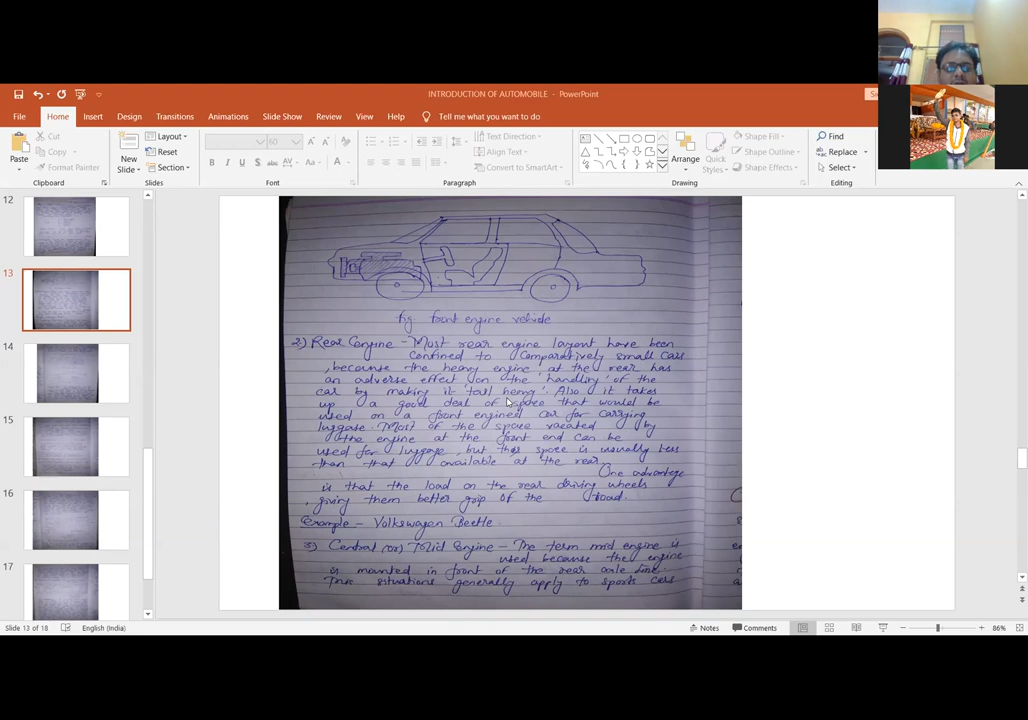 INTRODUCTION OF AUTOMOBILE - PowerPoint
File Home Insert Design Transitions Animations Slide Show Review View Help Tell me what you want to do
Paste
Cut
Copy
Format Painter
Clipboard
New Slide
Layout
Reset
Section
Slides
60
B I U S abc AV Aa A
Font
Text Direction
Align Text
Convert to SmartArt
Paragraph
Arrange
Quick Styles
Shape Fill
Shape Outline
Shape Effects
Drawing
Find
Replace
Select
Editing
12
13
14
15
16
17
fig. front engine vehicle
2) Rear Engine - Most rear engine layout have been
confined to comparatively small cars
, because the heavy engine at the rear has
an adverse effect on the 'handling' of the
car by making it 'tail heavy'. Also it takes
up a good deal of space that would be
used on a front engined car for carrying
luggage. Most of the space vacated by
the engine at the front end can be
used for luggage, but this space is usually less
than that available at the rear.
One advantage
is that the load on the rear driving wheels
, giving them better grip of the road.
Example - Volkswagen Beetle
3) Central (or) Mid Engine - The term mid engine is
used because the engine
is mounted in front of the rear axle line.
situations generally apply to sports cars
Slide 13 of 18 English (India) Notes Comments 86%